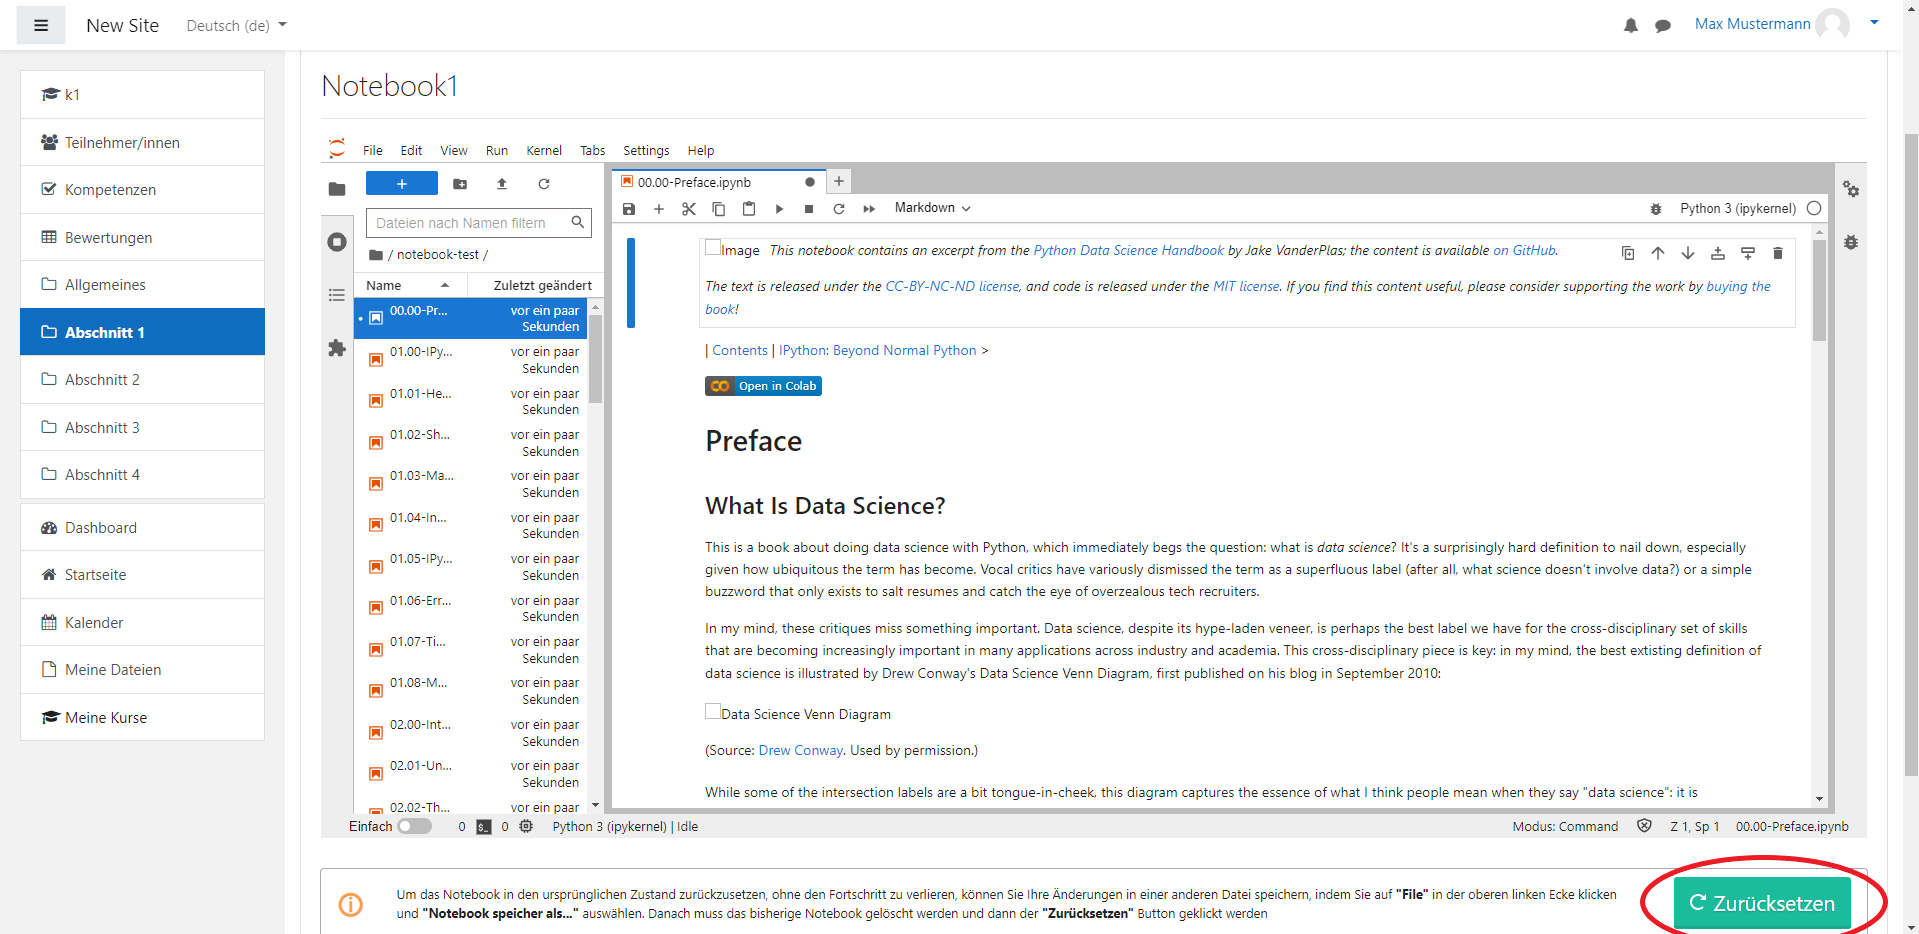 New Site
Deutsch (de)
Max Mustermann
k1
Teilnehmer/innen
Kompetenzen
Bewertungen
Allgemeines
Abschnitt 1
Abschnitt 2
Abschnitt 3
Abschnitt 4
Dashboard
Startseite
Kalender
Meine Dateien
Meine Kurse
Notebook1
File Edit View Run Kernel Tabs Settings Help
Dateien nach Namen filtern
/ notebook-test /
Name Zuletzt geändert
00.00-Pr... vor ein paar
Sekunden
01.00-IPy... vor ein paar
Sekunden
01.01-He... vor ein paar
Sekunden
01.02-Sh... vor ein paar
Sekunden
01.03-Ma... vor ein paar
Sekunden
01.04-In... vor ein paar
Sekunden
01.05-IPy... vor ein paar
Sekunden
01.06-Err... vor ein paar
Sekunden
01.07-Ti... vor ein paar
Sekunden
01.08-M... vor ein paar
Sekunden
02.00-Int... vor ein paar
Sekunden
02.01-Un... vor ein paar
Sekunden
02.02-Th... vor ein paar
00.00-Preface.ipynb
Markdown
Python 3 (ipykernel)
Image This notebook contains an excerpt from the Python Data Science Handbook by Jake VanderPlas; the content is available on GitHub.
The text is released under the CC-BY-NC-ND license, and code is released under the MIT license. If you find this content useful, please consider supporting the work by buying the
book!
| Contents | IPython: Beyond Normal Python >
Open in Colab
Preface
What Is Data Science?
This is a book about doing data science with Python, which immediately begs the question: what is data science? It's a surprisingly hard definition to nail down, especially
given how ubiquitous the term has become. Vocal critics have variously dismissed the term as a superfluous label (after all, what science doesn't involve data?) or a simple
buzzword that only exists to salt resumes and catch the eye of overzealous tech recruiters.
In my mind, these critiques miss something important. Data science, despite its hype-laden veneer, is perhaps the best label we have for the cross-disciplinary set of skills
that are becoming increasingly important in many applications across industry and academia. This cross-disciplinary piece is key: in my mind, the best extisting definition of
data science is illustrated by Drew Conway's Data Science Venn Diagram, first published on his blog in September 2010:
Data Science Venn Diagram
(Source: Drew Conway. Used by permission.)
While some of the intersection labels are a bit tongue-in-cheek, this diagram captures the essence of what I think people mean when they say "data science": it is
Einfach 0 $_ 0 Python 3 (ipykernel) | Idle
Modus: Command Z 1, Sp 1 00.00-Preface.ipynb
Um das Notebook in den ursprünglichen Zustand zurückzusetzen, ohne den Fortschritt zu verlieren, können Sie Ihre Änderungen in einer anderen Datei speichern, indem Sie auf "File" in der oberen linken Ecke klicken
und "Notebook speicher als..." auswählen. Danach muss das bisherige Notebook gelöscht werden und dann der "Zurücksetzen" Button geklickt werden
Zurücksetzen